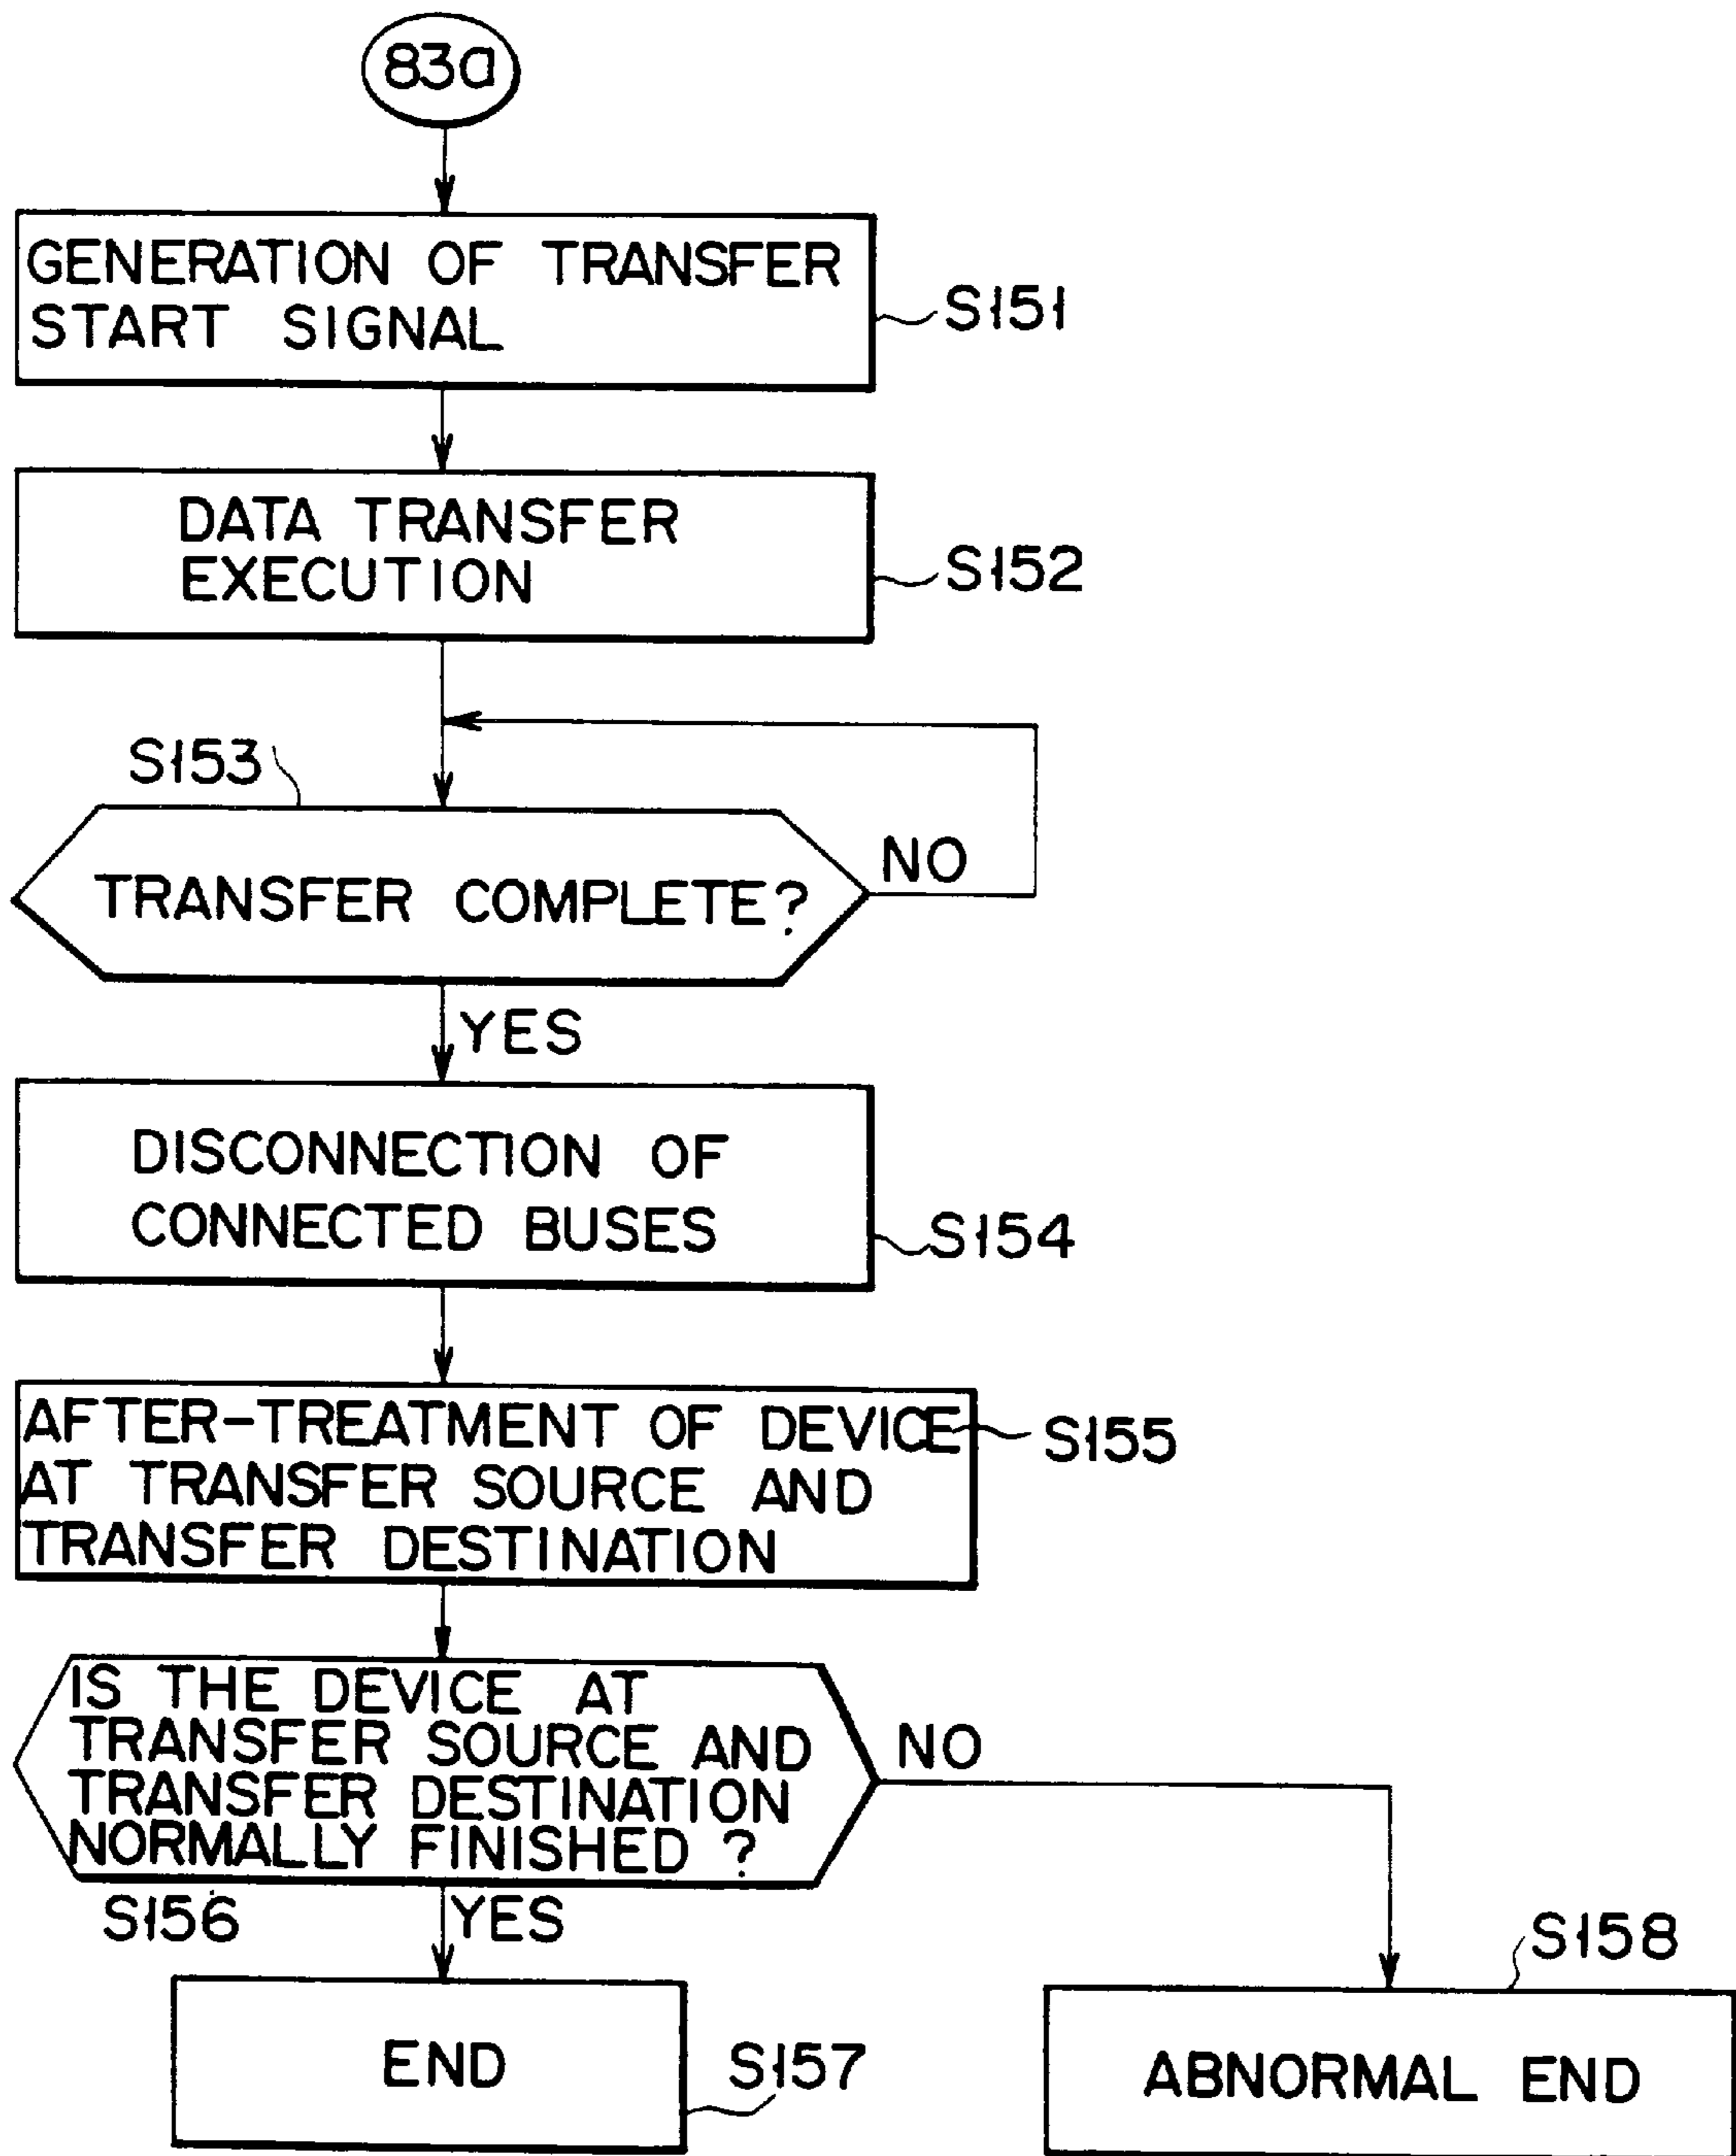 83a
GENERATION OF TRANSFER
START SIGNAL
S151
DATA TRANSFER
EXECUTION
S152
S153
TRANSFER COMPLETE?
NO
YES
DISCONNECTION OF
CONNECTED BUSES
S154
AFTER-TREATMENT OF DEVICE
AT TRANSFER SOURCE AND
TRANSFER DESTINATION
S155
IS THE DEVICE AT
TRANSFER SOURCE AND
TRANSFER DESTINATION
NORMALLY FINISHED ?
NO
S156
YES
END
S157
S158
ABNORMAL END